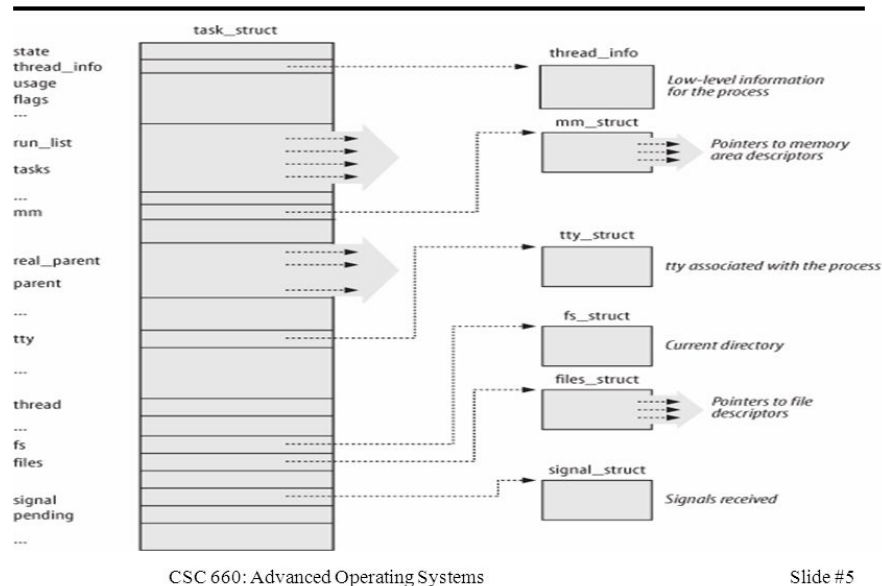 task_struct
state
thread_info
usage
flags
...
run_list
tasks
...
mm
real_parent
parent
...
tty
...
thread
...
fs
files
signal
pending
...
thread_info
Low-level information
for the process
mm_struct
Pointers to memory
area descriptors
tty_struct
tty associated with the process
fs_struct
Current directory
files_struct
Pointers to file
descriptors
signal_struct
Signals received
CSC 660: Advanced Operating Systems
Slide #5